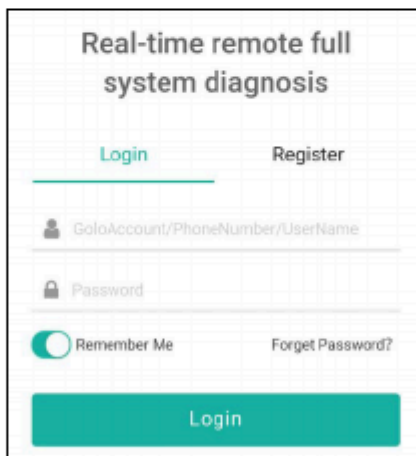 Real-time remote full
system diagnosis
Login Register
GoloAccount/PhoneNumber/UserName
Password
Remember Me Forget Password?
Login